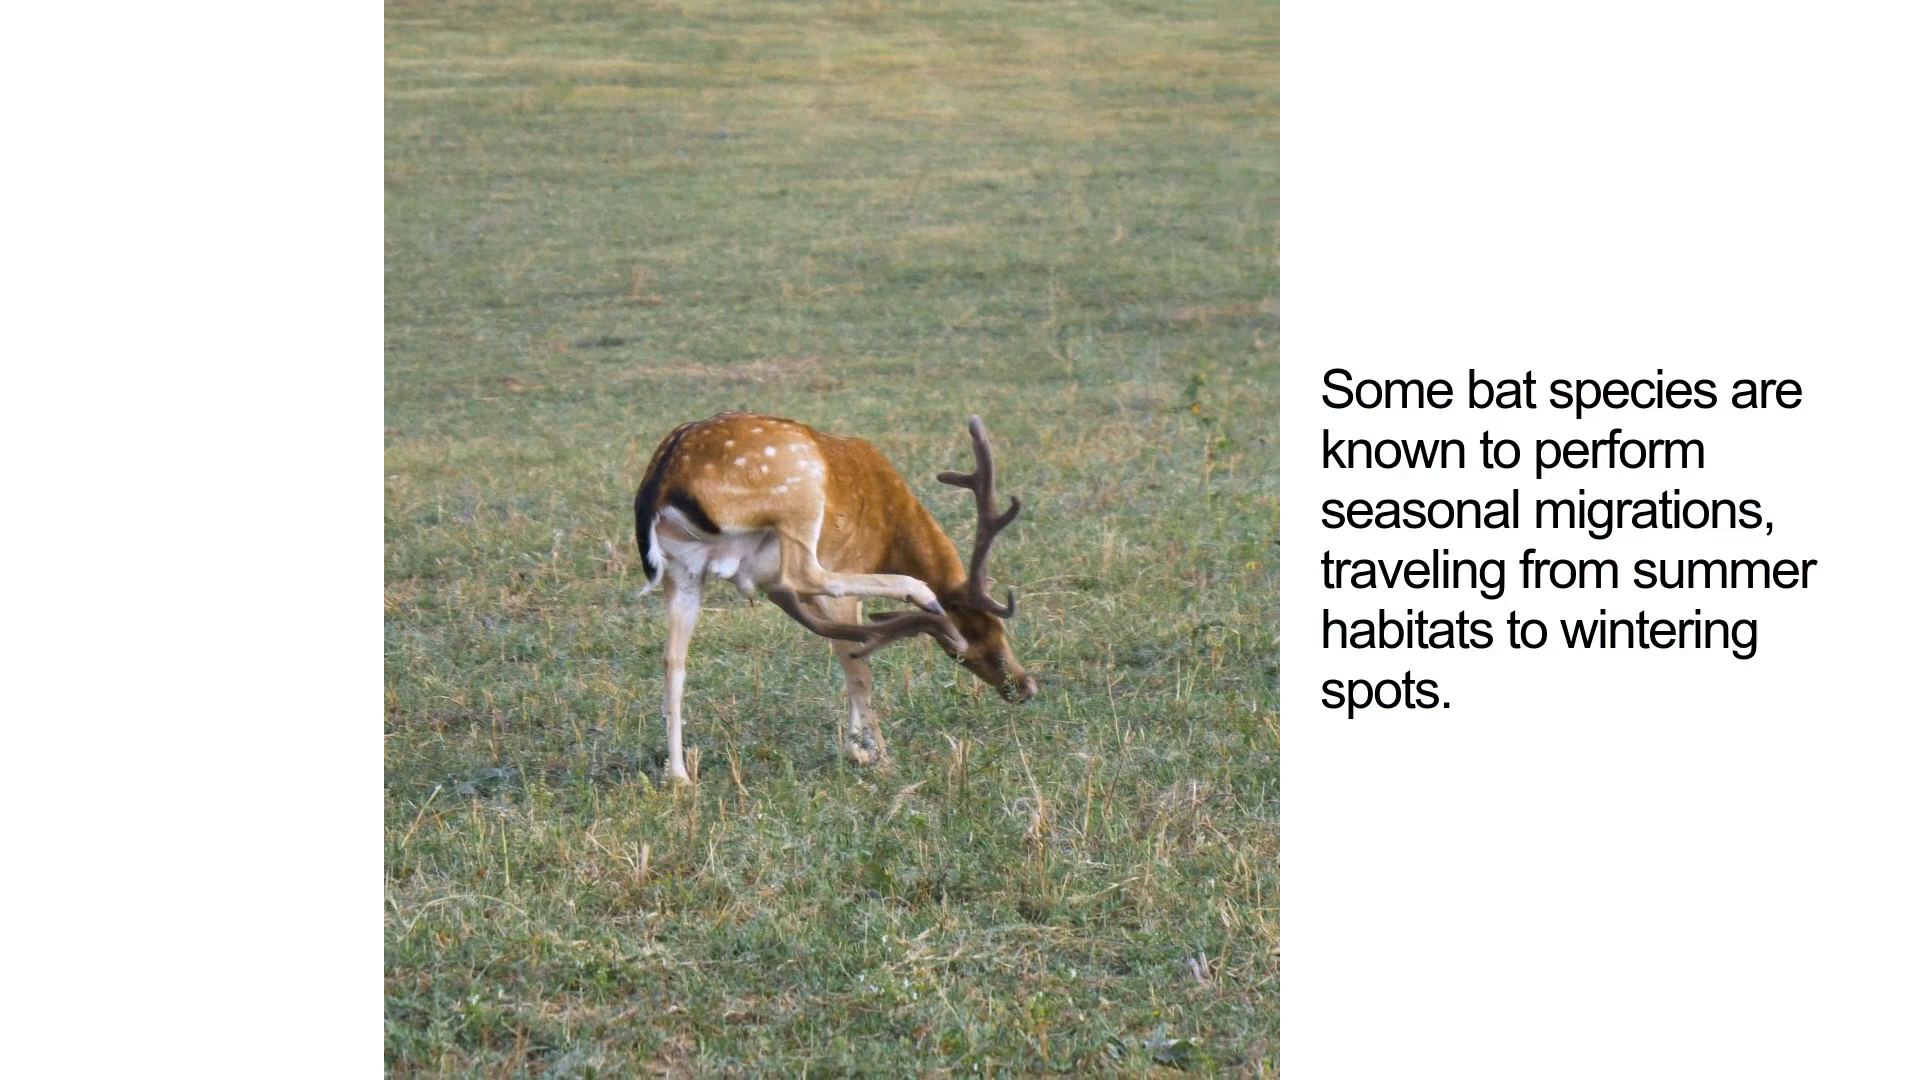 Some bat species are
known to perform
seasonal migrations,
traveling from summer
habitats to wintering
spots.